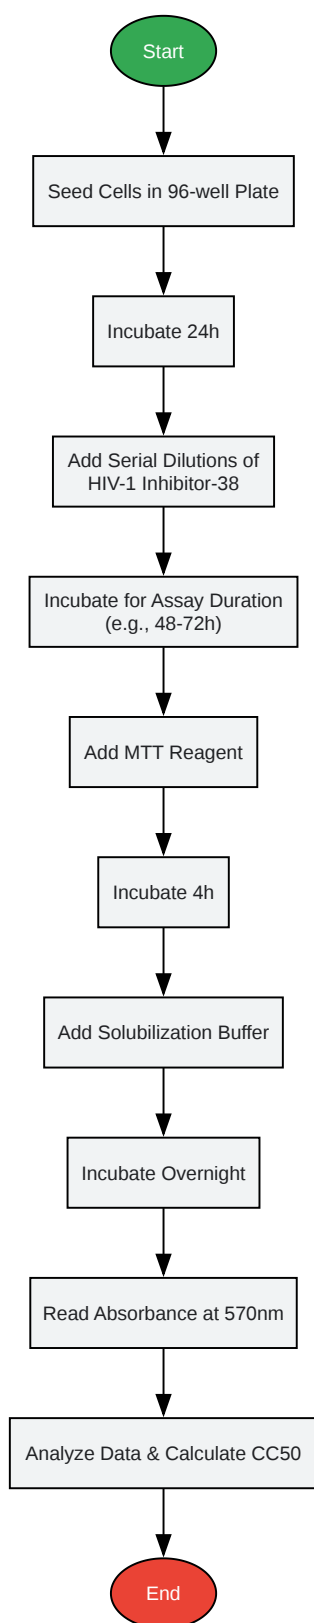 Start
Seed Cells in 96-well Plate
Incubate 24h
Add Serial Dilutions of
HIV-1 Inhibitor-38
Incubate for Assay Duration
(e.g., 48-72h)
Add MTT Reagent
Incubate 4h
Add Solubilization Buffer
Incubate Overnight
Read Absorbance at 570nm
Analyze Data & Calculate CC50
End